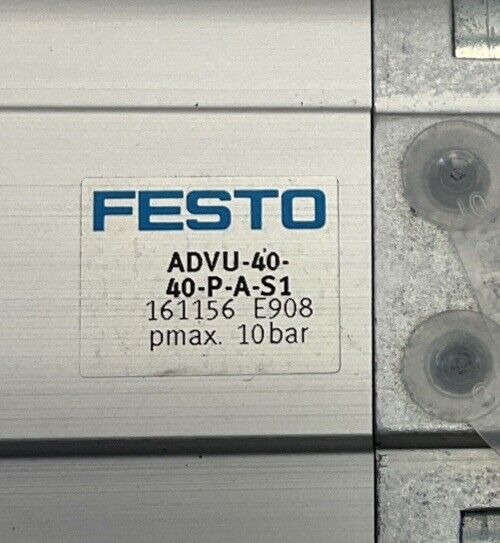 FESTO
ADVU-40-
40-P-A-S1
161156 E908
pmax. 10bar